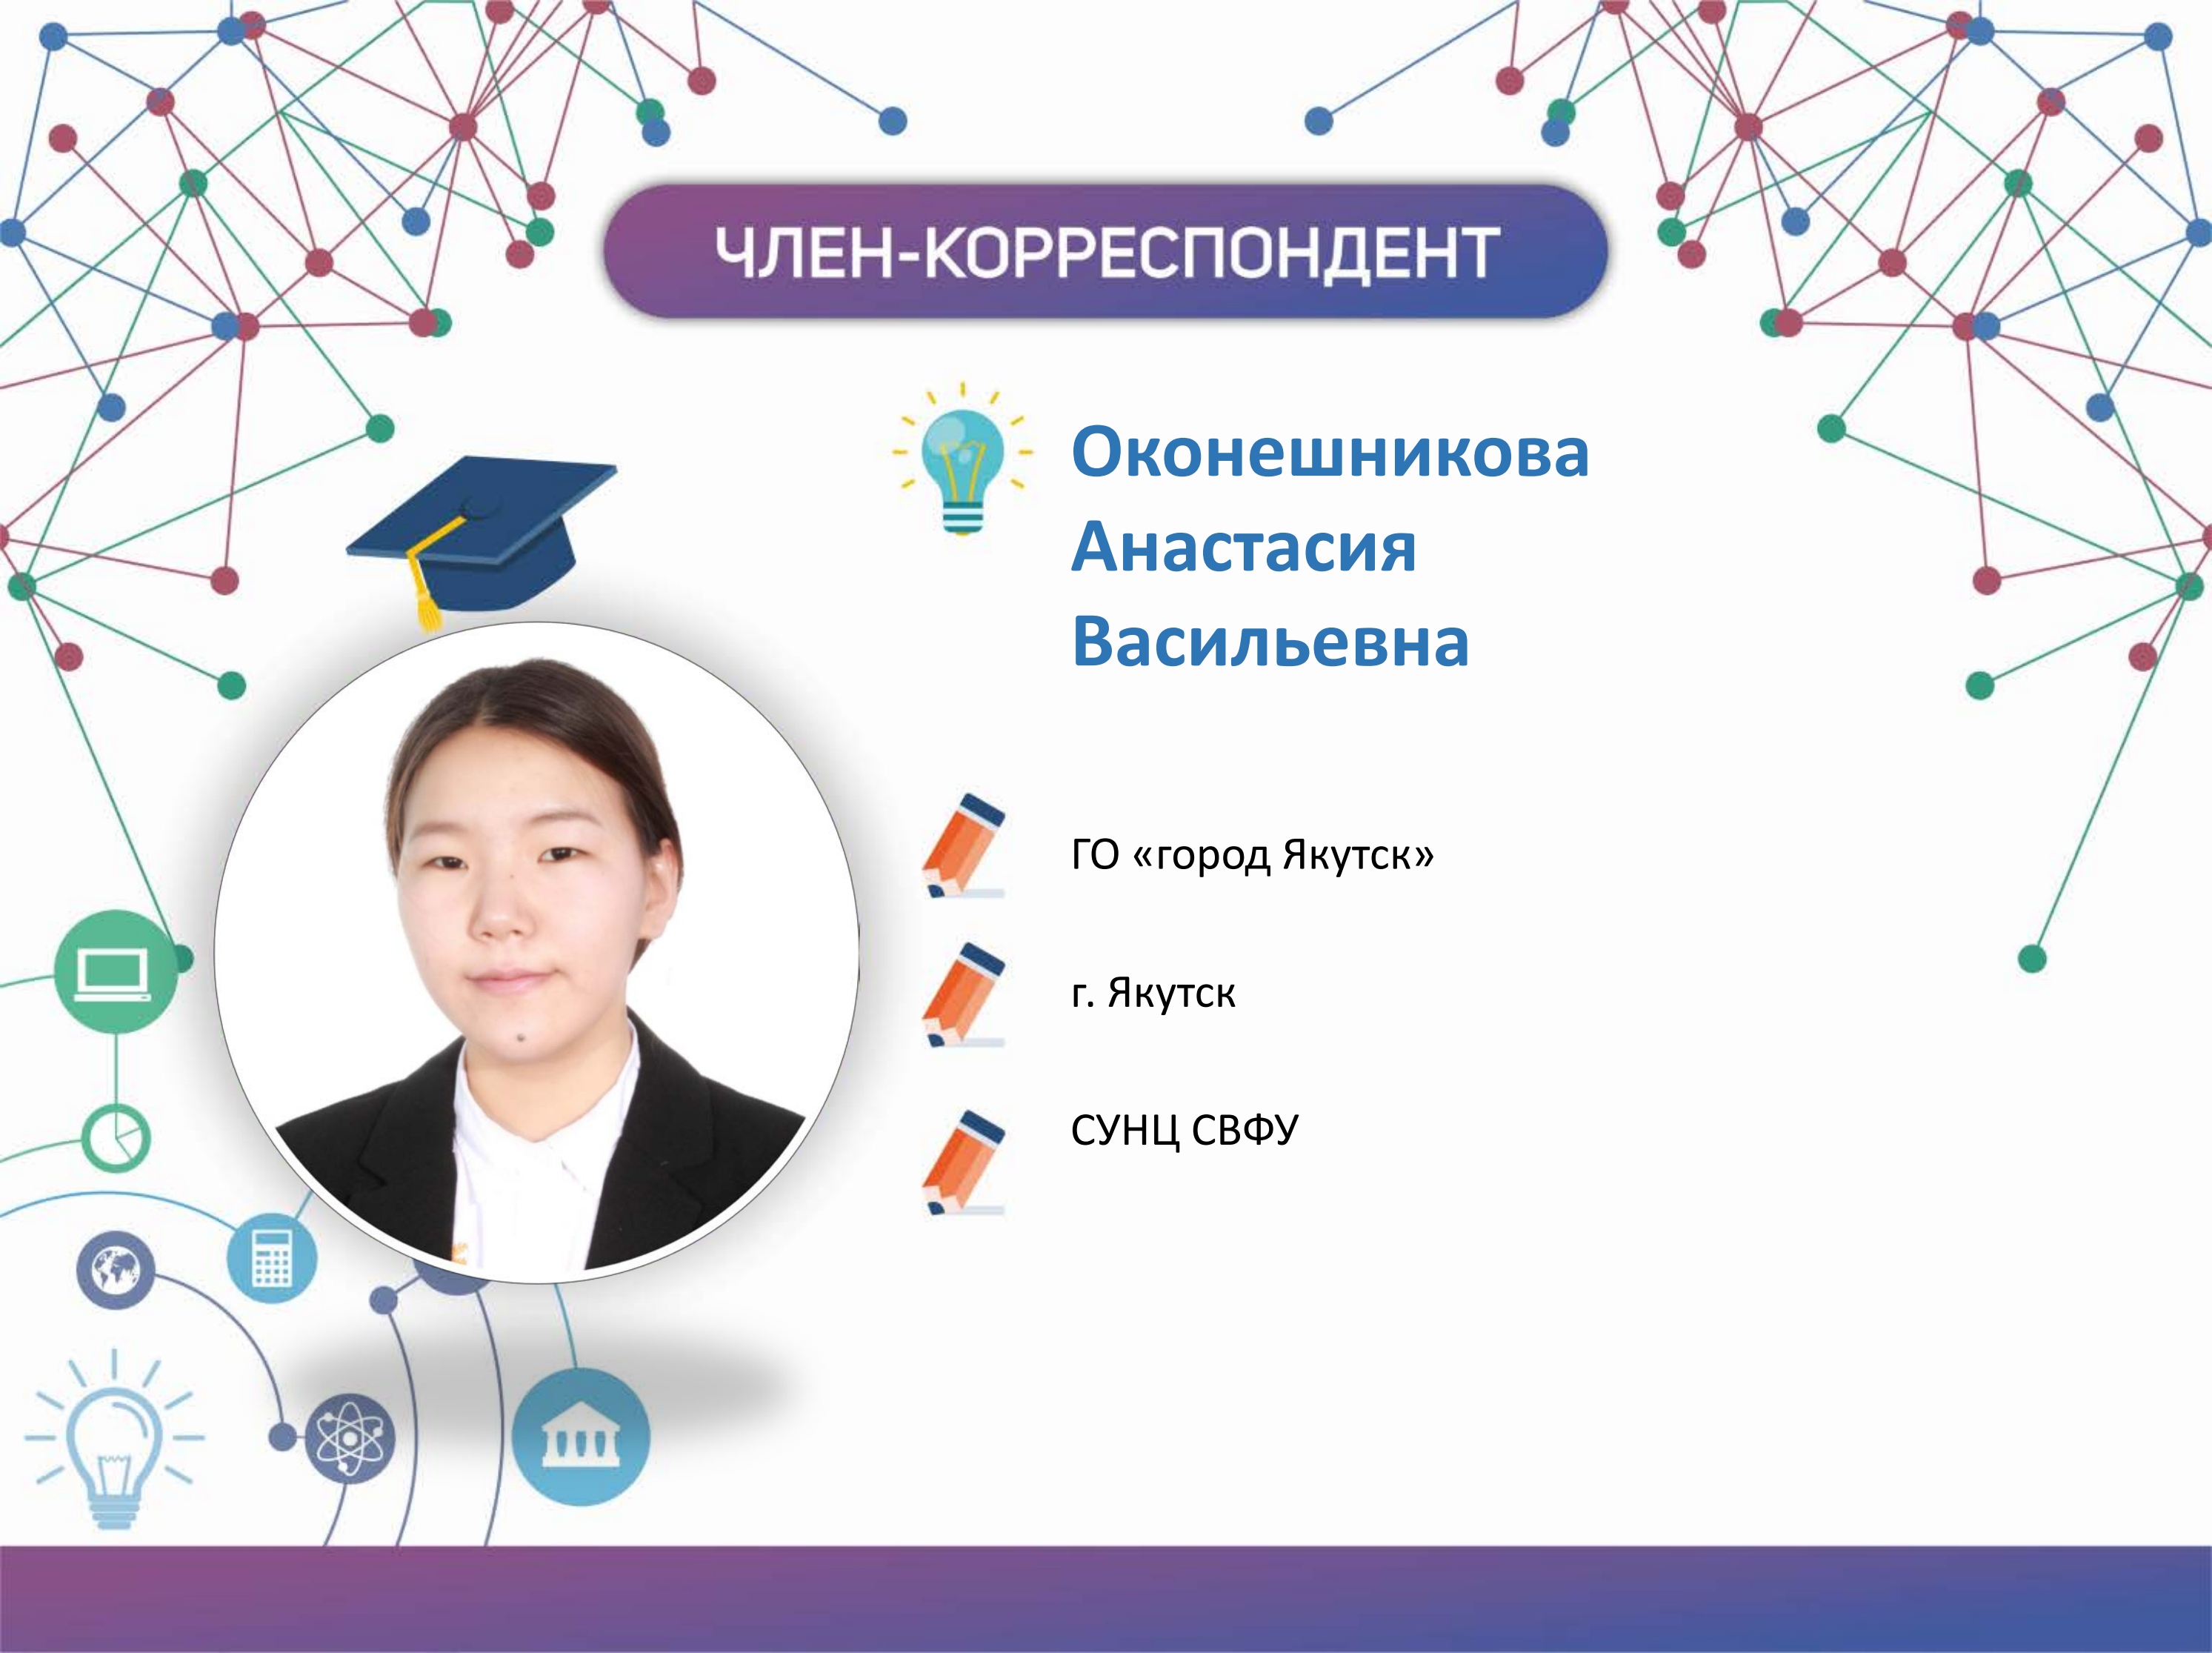 ЧЛЕН-КОРРЕСПОНДЕНТ
Оконешникова
Анастасия
Васильевна
ГО «город Якутск»
г. Якутск
СУНЦ СВФУ